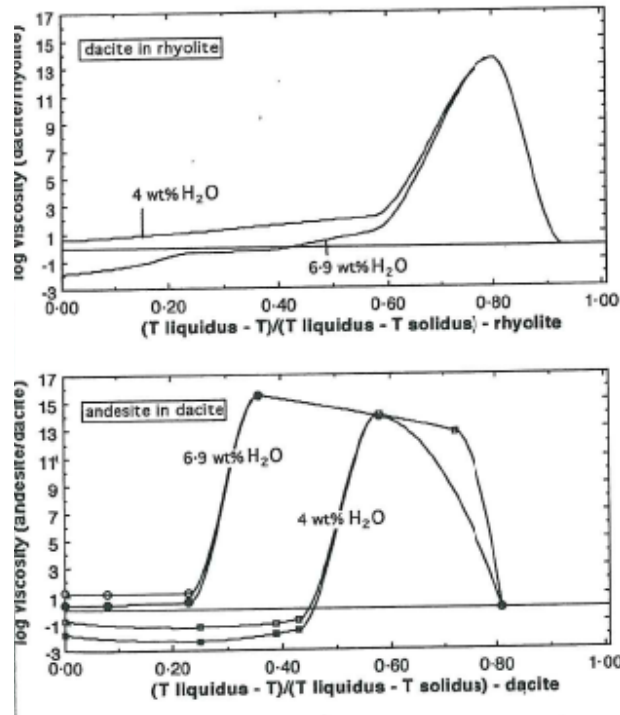 17
15
13
11
9
7
5
3
1
-1
-3
log viscosity (dacite/rhyolite)
dacite in rhyolite
4 wt% H₂O
6·9 wt% H₂O
0·00 0·20 0·40 0·60 0·80 1·00
(T liquidus - T)/(T liquidus - T solidus) - rhyolite
17
15
13
11
9
7
5
3
1
-1
-3
log viscosity (andesite/dacite)
andesite in dacite
6·9 wt% H₂O
4 wt% H₂O
0·00 0·20 0·40 0·60 0·80 1·00
(T liquidus - T)/(T liquidus - T solidus) - dacite